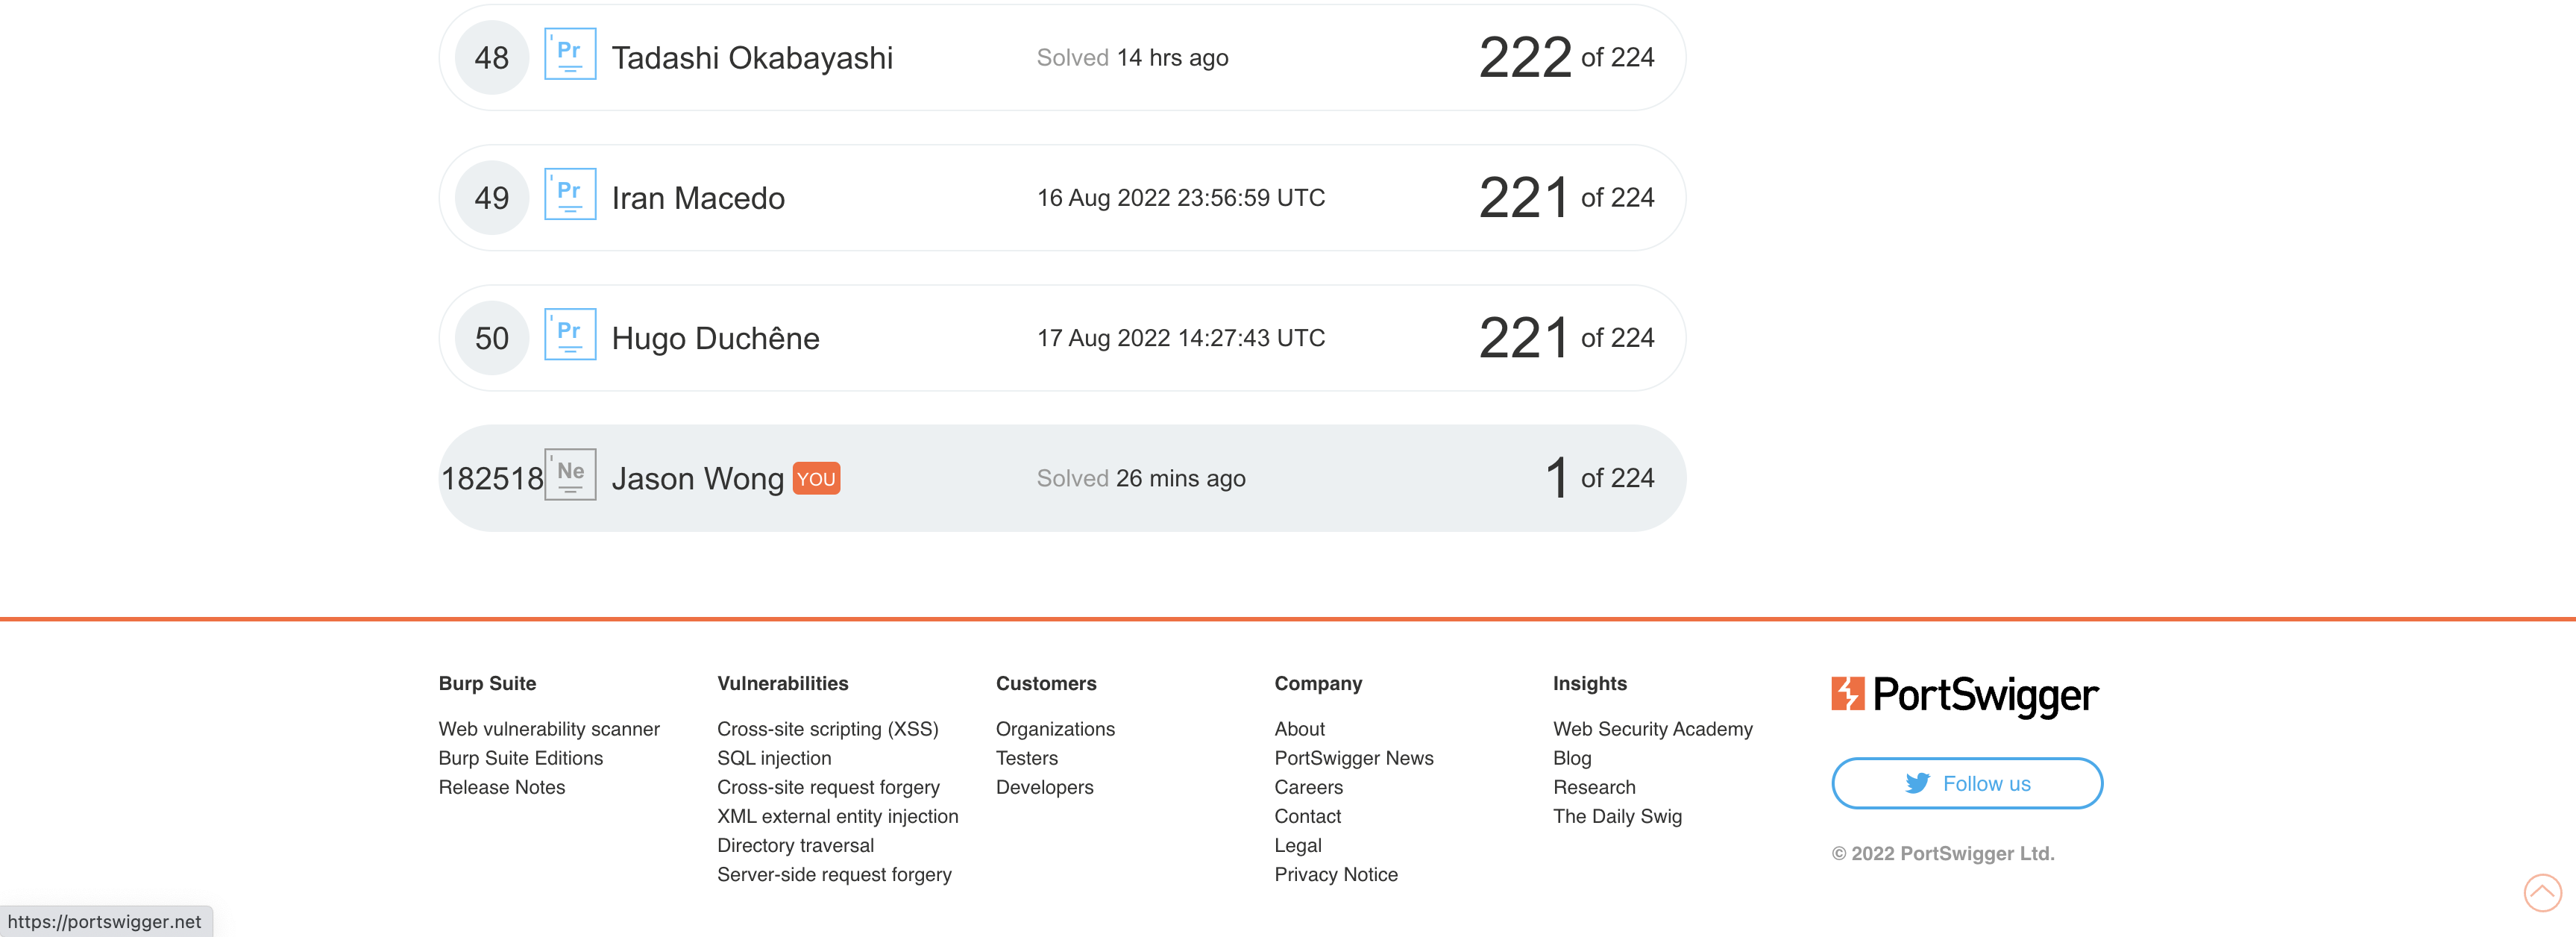 48 Pr Tadashi Okabayashi Solved 14 hrs ago 222 of 224
49 Pr Iran Macedo 16 Aug 2022 23:56:59 UTC 221 of 224
50 Pr Hugo Duchêne 17 Aug 2022 14:27:43 UTC 221 of 224
182518 Ne Jason Wong YOU Solved 26 mins ago 1 of 224
Burp Suite
Web vulnerability scanner
Burp Suite Editions
Release Notes
Vulnerabilities
Cross-site scripting (XSS)
SQL injection
Cross-site request forgery
XML external entity injection
Directory traversal
Server-side request forgery
Customers
Organizations
Testers
Developers
Company
About
PortSwigger News
Careers
Contact
Legal
Privacy Notice
Insights
Web Security Academy
Blog
Research
The Daily Swig
PortSwigger
Follow us
© 2022 PortSwigger Ltd.
https://portswigger.net